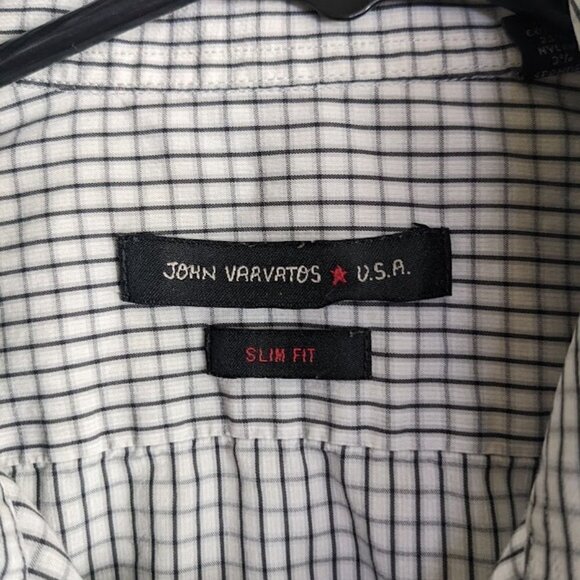 JOHN VARVATOS ★ U.S.A.
SLIM FIT